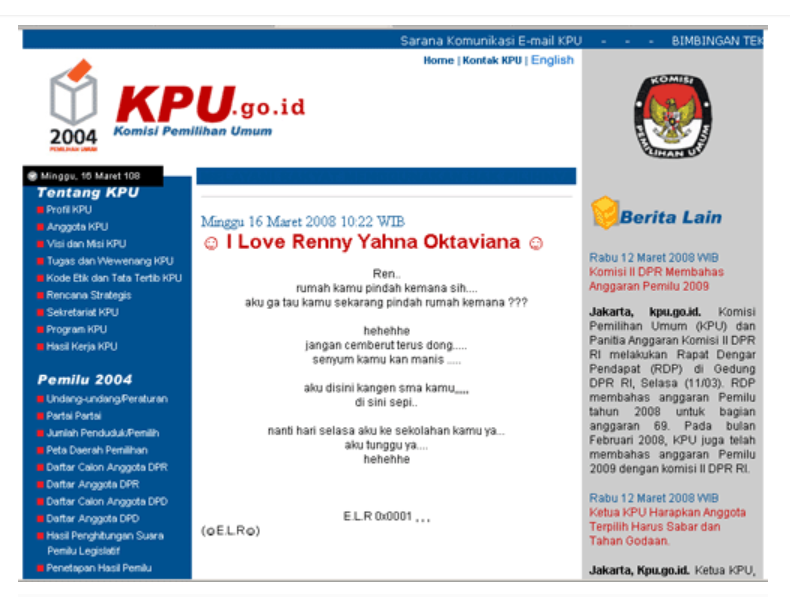 Sarana Komunikasi E-mail KPU - - - BIMBINGAN TEK
Home | Kontak KPU | English
2004
PEMILIHAN UMUM
KPU.go.id
Komisi Pemilihan Umum
KOMISI
PEMILIHAN UMUM
Minggu, 16 Maret 108
Tentang KPU
Profil KPU
Anggota KPU
Visi dan Misi KPU
Tugas dan Wewenang KPU
Kode Etik dan Tata Tertib KPU
Rencana Strategis
Sekretariat KPU
Program KPU
Hasil Kerja KPU
Pemilu 2004
Undang-undang/Peraturan
Partai Partai
Jumlah Penduduk/Pemilih
Peta Daerah Pemilihan
Daftar Calon Anggota DPR
Daftar Anggota DPR
Daftar Calon Anggota DPD
Daftar Anggota DPD
Hasil Penghitungan Suara
Pemilu Legislatif
Penetapan Hasil Pemilu
Minggu 16 Maret 2008 10:22 WIB
☺ I Love Renny Yahna Oktaviana ☺
Ren..
rumah kamu pindah kemana sih....
aku ga tau kamu sekarang pindah rumah kemana ???
hehehhe
jangan cemberut terus dong.....
senyum kamu kan manis .....
aku disini kangen sma kamu,,,,
di sini sepi..
nanti hari selasa aku ke sekolahan kamu ya...
aku tunggu ya....
hehehhe
E.L.R 0x0001 , , ,
(☺E.L.R☺)
Berita Lain
Rabu 12 Maret 2008 WIB
Komisi II DPR Membahas
Anggaran Pemilu 2009
Jakarta, kpu.go.id. Komisi
Pemilihan Umum (KPU) dan
Panitia Anggaran Komisi II DPR
RI melakukan Rapat Dengar
Pendapat (RDP) di Gedung
DPR RI, Selasa (11/03). RDP
membahas anggaran Pemilu
tahun 2008 untuk bagian
anggaran 69. Pada bulan
Februari 2008, KPU juga telah
membahas anggaran Pemilu
2009 dengan komisi II DPR RI.
Rabu 12 Maret 2008 WIB
Ketua KPU Harapkan Anggota
Terpilih Harus Sabar dan
Tahan Godaan.
Jakarta, Kpu.go.id. Ketua KPU,